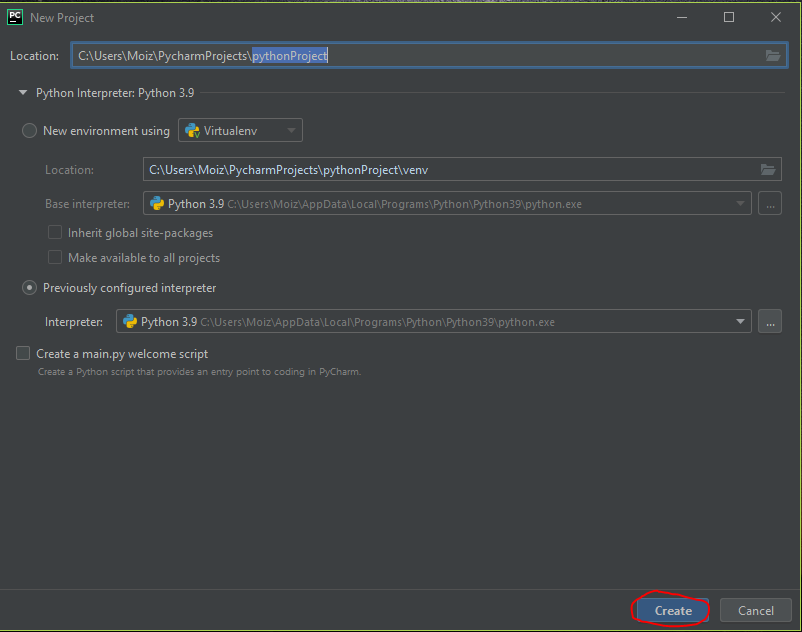 PC New Project
Location: C:\Users\Moiz\PycharmProjects\pythonProject
Python Interpreter: Python 3.9
New environment using Virtualenv
Location: C:\Users\Moiz\PycharmProjects\pythonProject\venv
Base interpreter: Python 3.9 C:\Users\Moiz\AppData\Local\Programs\Python\Python39\python.exe ...
Inherit global site-packages
Make available to all projects
Previously configured interpreter
Interpreter: Python 3.9 C:\Users\Moiz\AppData\Local\Programs\Python\Python39\python.exe ...
Create a main.py welcome script
Create a Python script that provides an entry point to coding in PyCharm.
Create Cancel